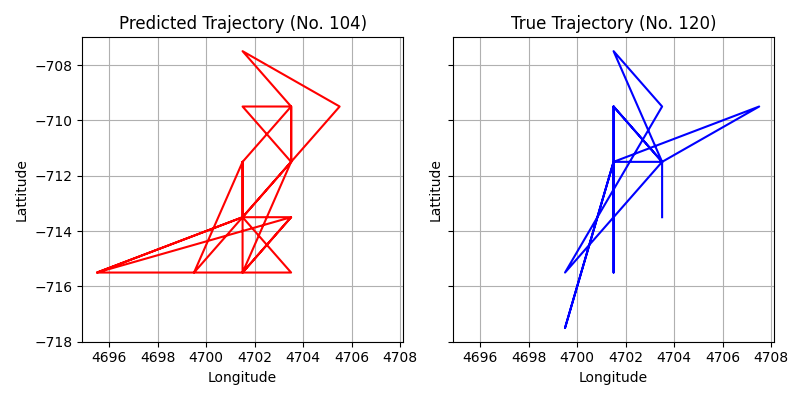 Predicted Trajectory (No. 104)
True Trajectory (No. 120)
−708
−710
−712
−714
−716
−718
Lattitude
Lattitude
4696 4698 4700 4702 4704 4706 4708
4696 4698 4700 4702 4704 4706 4708
Longitude
Longitude